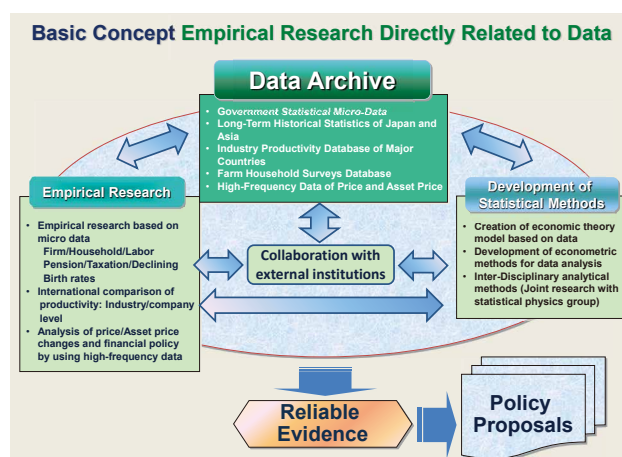 Basic Concept Empirical Research Directly Related to Data
Data Archive
• Government Statistical Micro-Data
• Long-Term Historical Statistics of Japan and
Asia
• Industry Productivity Database of Major
Countries
• Farm Household Surveys Database
• High-Frequency Data of Price and Asset Price
Empirical Research
• Empirical research based on
micro data
Firm/Household/Labor
Pension/Taxation/Declining
Birth rates
• International comparison of
productivity: Industry/company
level
• Analysis of price/Asset price
changes and financial policy
by using high-frequency data
Collaboration with
external institutions
Development of
Statistical Methods
• Creation of economic theory
model based on data
• Development of econometric
methods for data analysis
• Inter-Disciplinary analytical
methods (Joint research with
statistical physics group)
Reliable
Evidence
Policy
Proposals